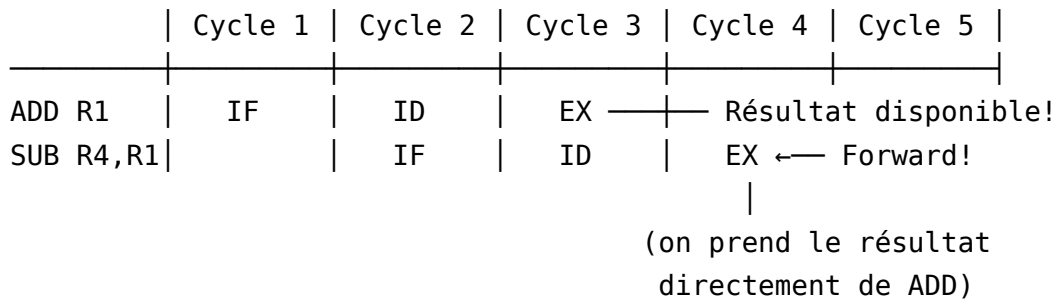 | Cycle 1 | Cycle 2 | Cycle 3 | Cycle 4 | Cycle 5 |
ADD R1 | IF | ID | EX ──┼── Résultat disponible!
SUB R4,R1| | IF | ID | EX ←── Forward!
|
(on prend le résultat
directement de ADD)